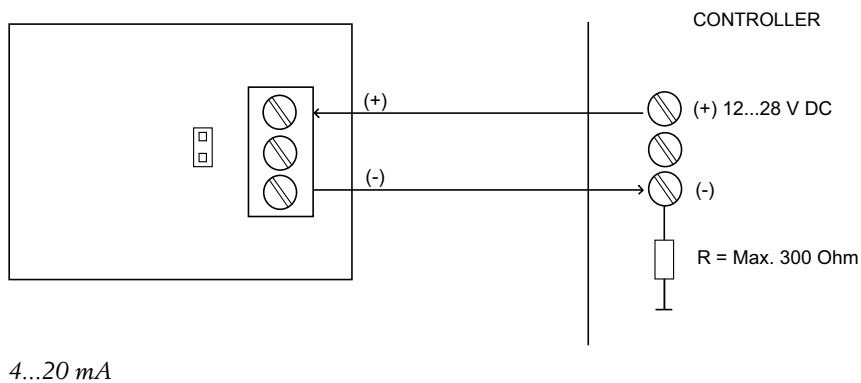 CONTROLLER
(+)
(+) 12...28 V DC
(-)
(-)
R = Max. 300 Ohm
4...20 mA